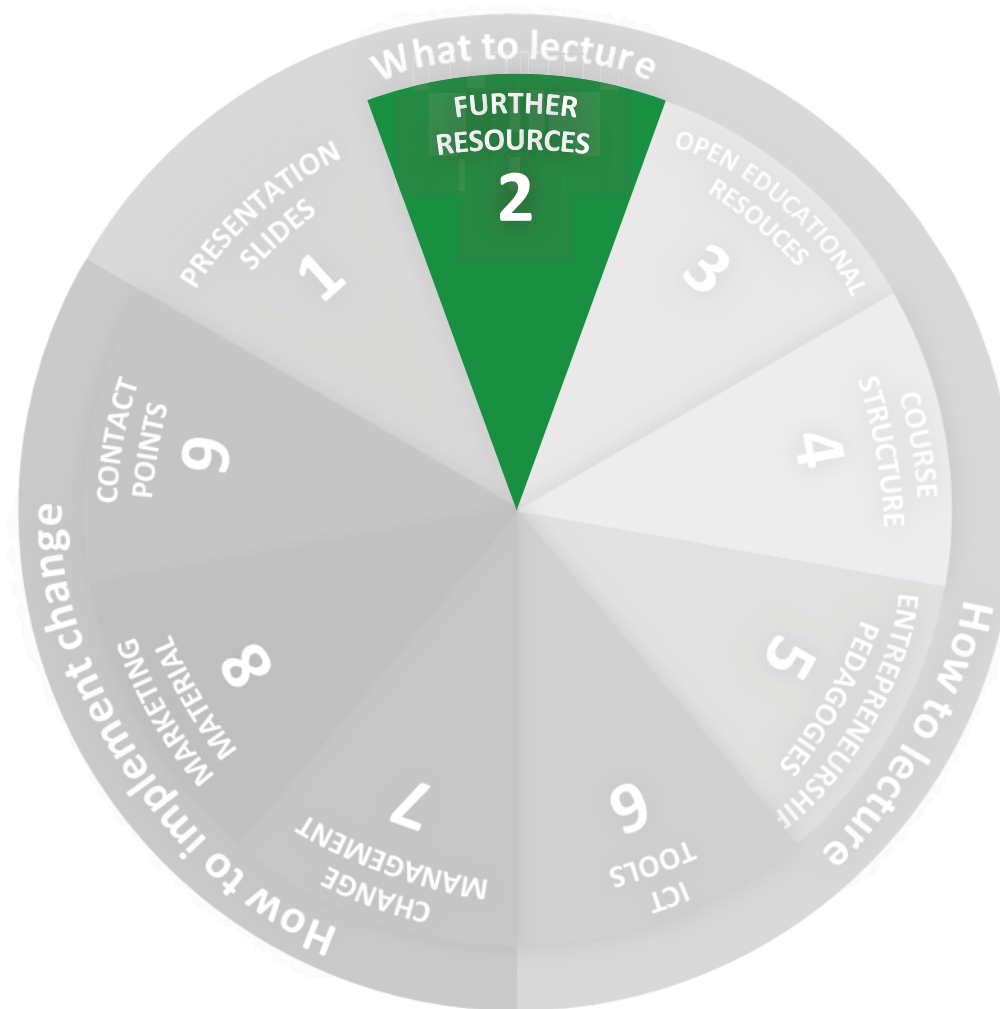 What to lecture
PRESENTATION
SLIDES
1
FURTHER
RESOURCES
2
OPEN EDUCATIONAL
RESOUCES
3
How to lecture
COURSE
STRUCTURE
4
ENTREPRENEURSHIP
PEDAGOGIES
5
ICT
TOOLS
6
How to implement change
CHANGE
MANAGEMENT
7
MARKETING
MATERIAL
8
CONTACT
POINTS
9